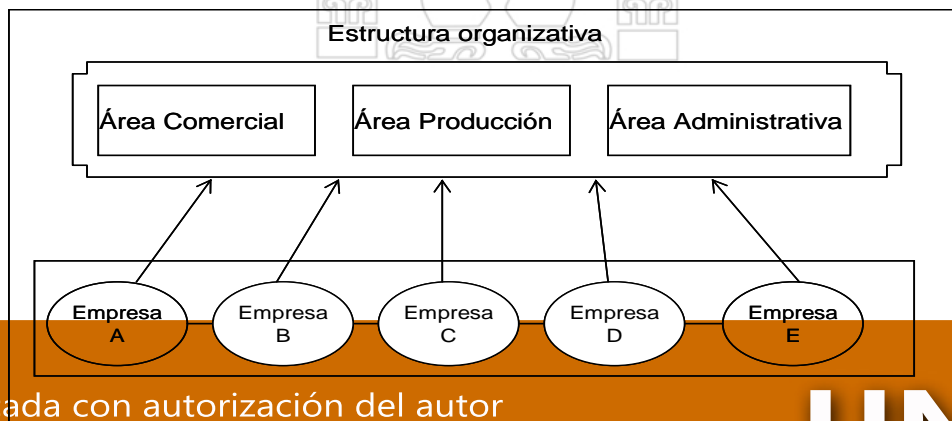 Estructura organizativa
Área Comercial
Área Producción
Área Administrativa
Empresa
A
Empresa
B
Empresa
C
Empresa
D
Empresa
E
ada con autorización del autor